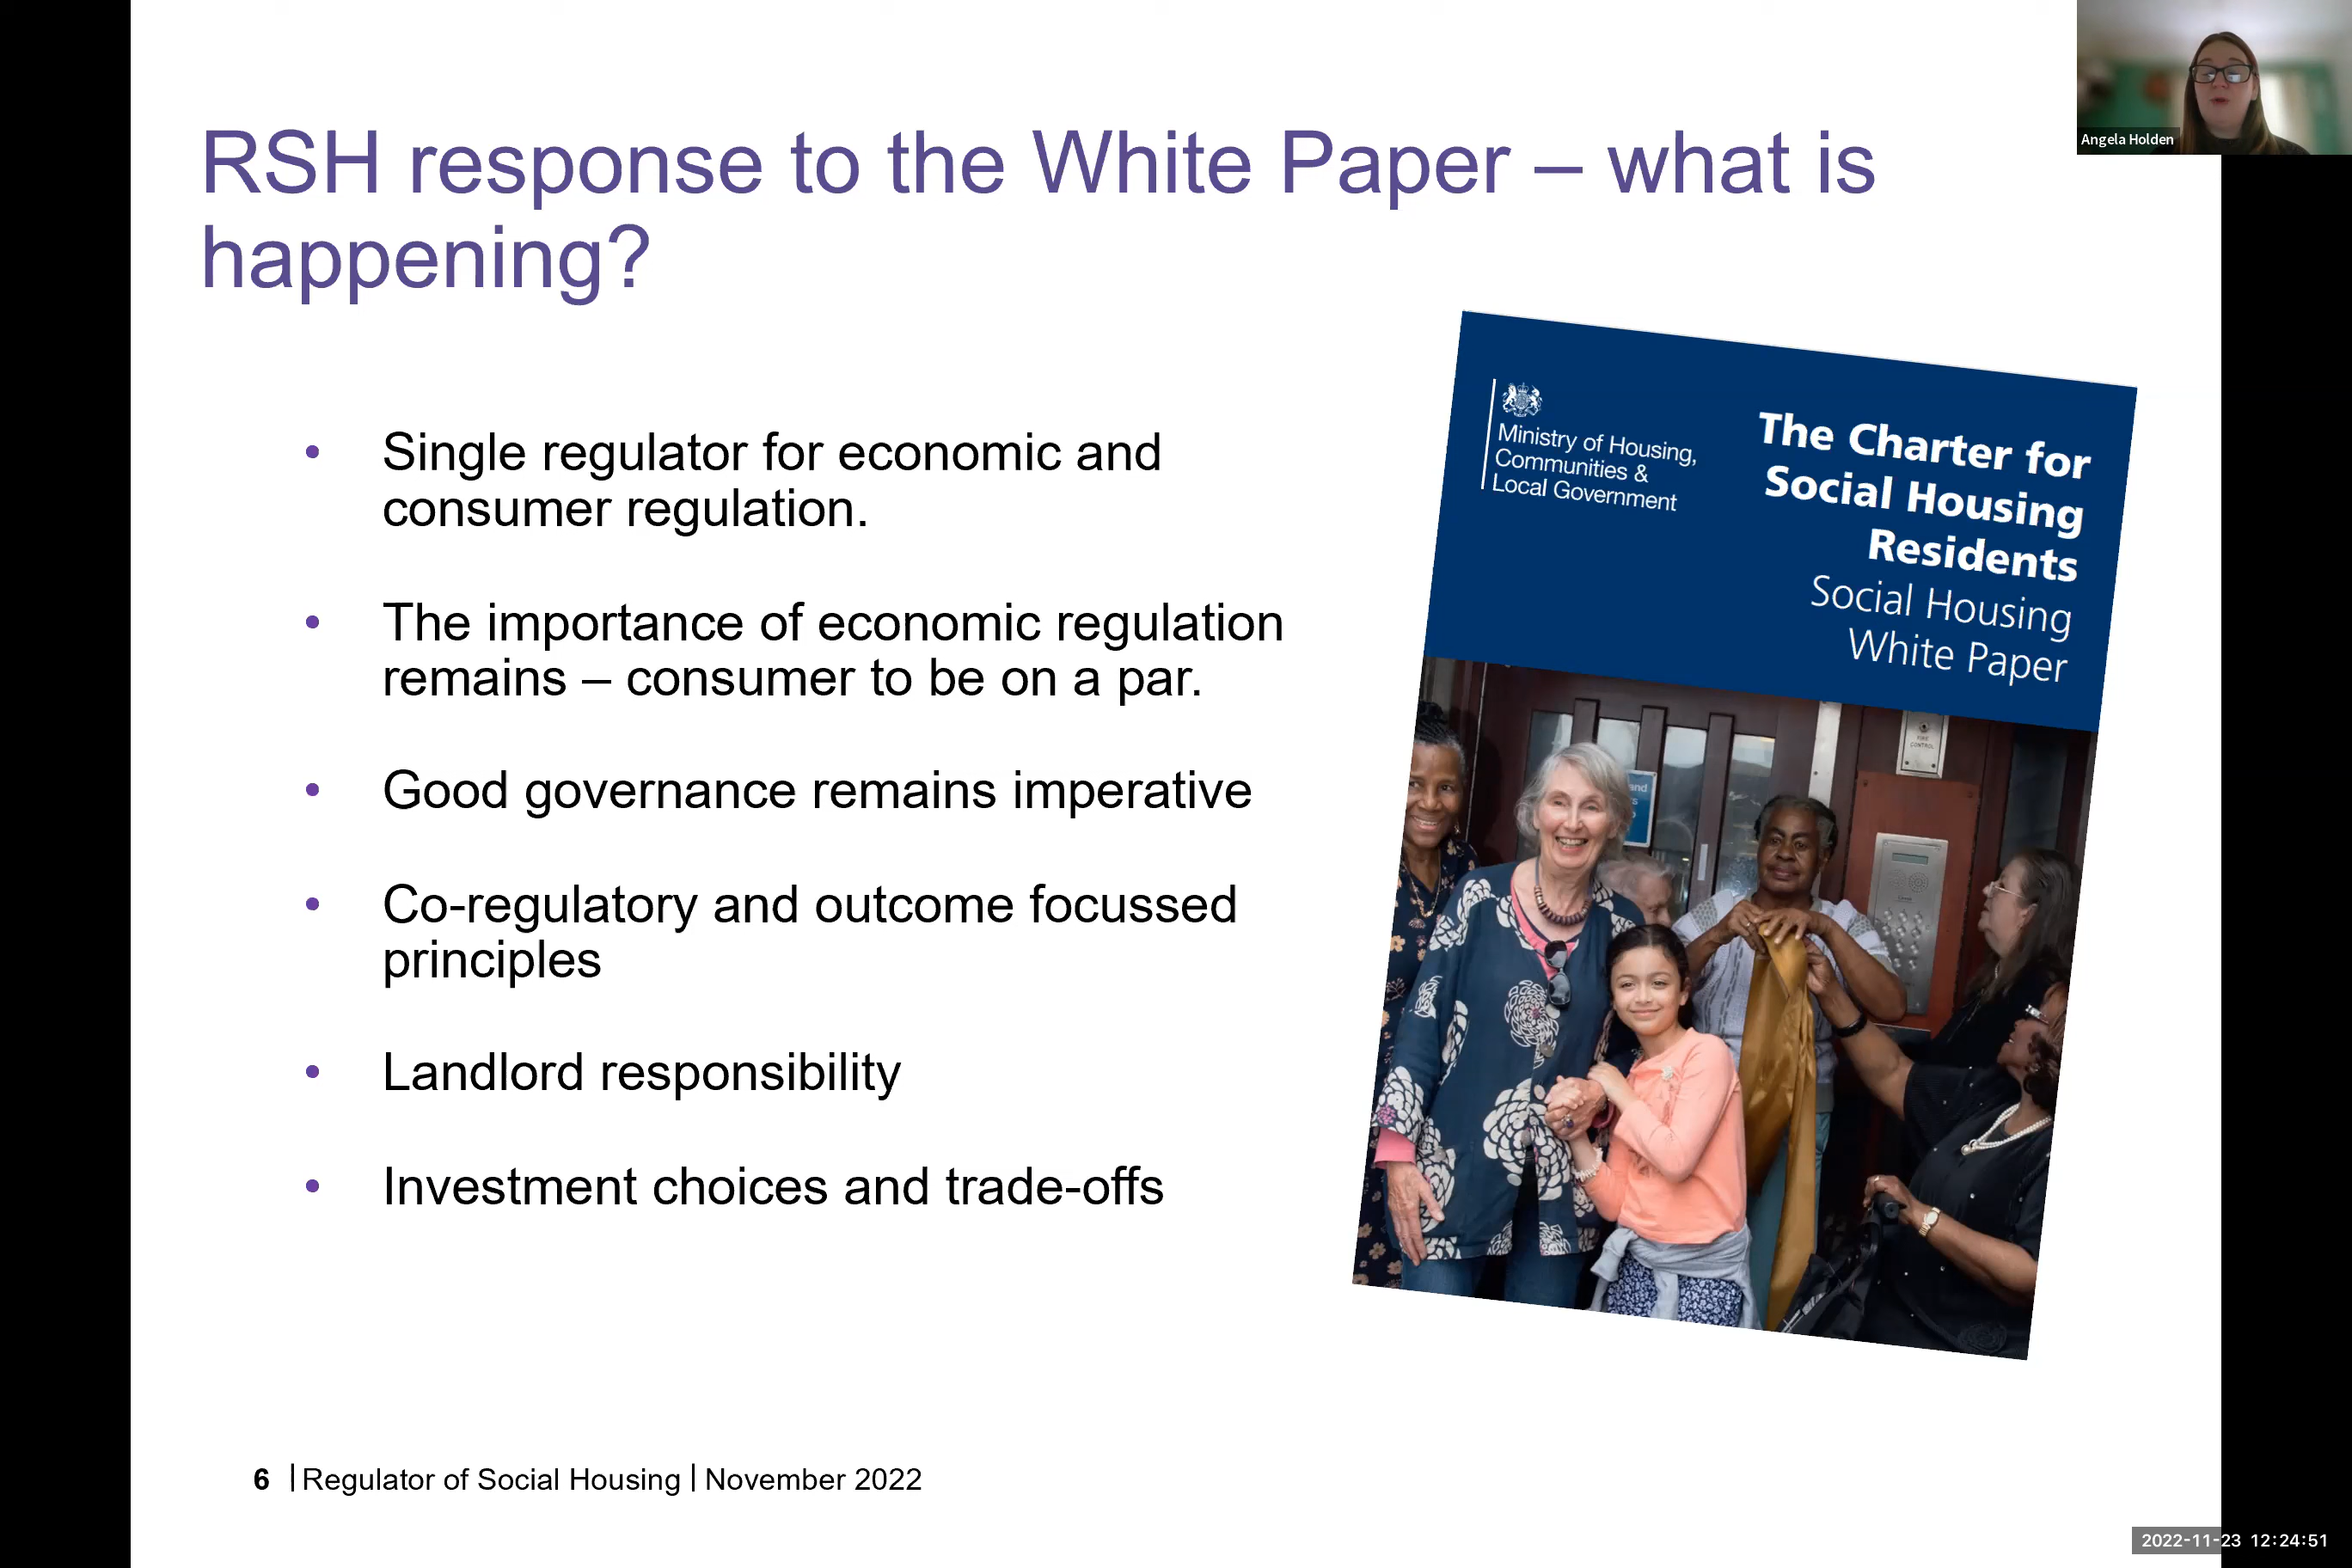 Angela Holden
RSH response to the White Paper – what is
happening?
• Single regulator for economic and
consumer regulation.
• The importance of economic regulation
remains – consumer to be on a par.
• Good governance remains imperative
• Co-regulatory and outcome focussed
principles
• Landlord responsibility
• Investment choices and trade-offs
Ministry of Housing,
Communities &
Local Government
The Charter for
Social Housing
Residents
Social Housing
White Paper
FIRE
CONTROL
and
6 | Regulator of Social Housing | November 2022
2022-11-23 12:24:51